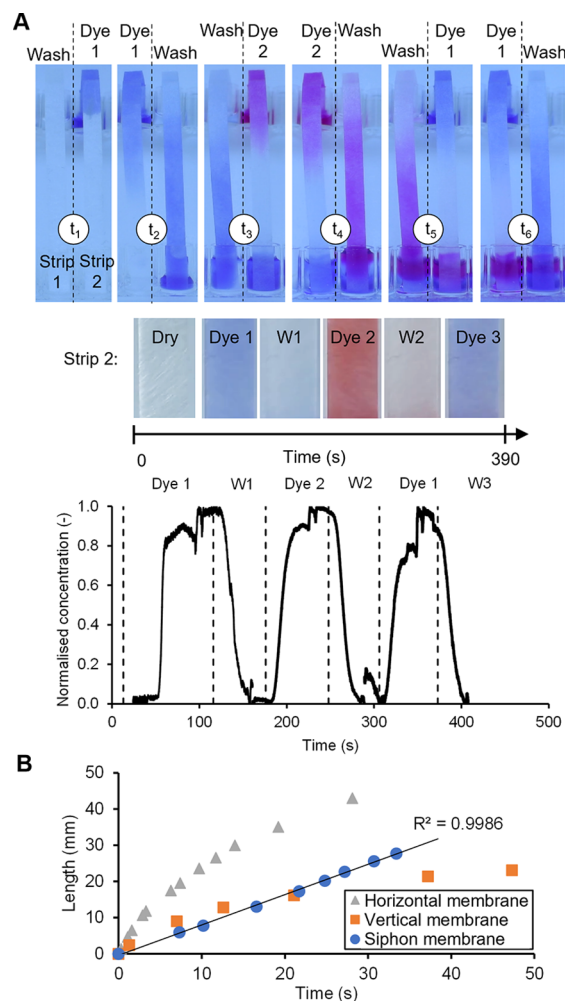 A
Wash Dye 1 Dye 1 Wash Wash Dye 2 Dye 2 Wash Wash Dye 1 Dye 1 Wash
t1 t2 t3 t4 t5 t6
Strip 1 Strip 2
Strip 2: Dry Dye 1 W1 Dye 2 W2 Dye 3
0 Time (s) 390
Dye 1 W1 Dye 2 W2 Dye 1 W3
Normalised concentration (-)
1.0
0.8
0.6
0.4
0.2
0.0
0 100 200 300 400 500
Time (s)
B
Length (mm)
50
40
30
20
10
0
R² = 0.9986
Horizontal membrane
Vertical membrane
Siphon membrane
0 10 20 30 40 50
Time (s)